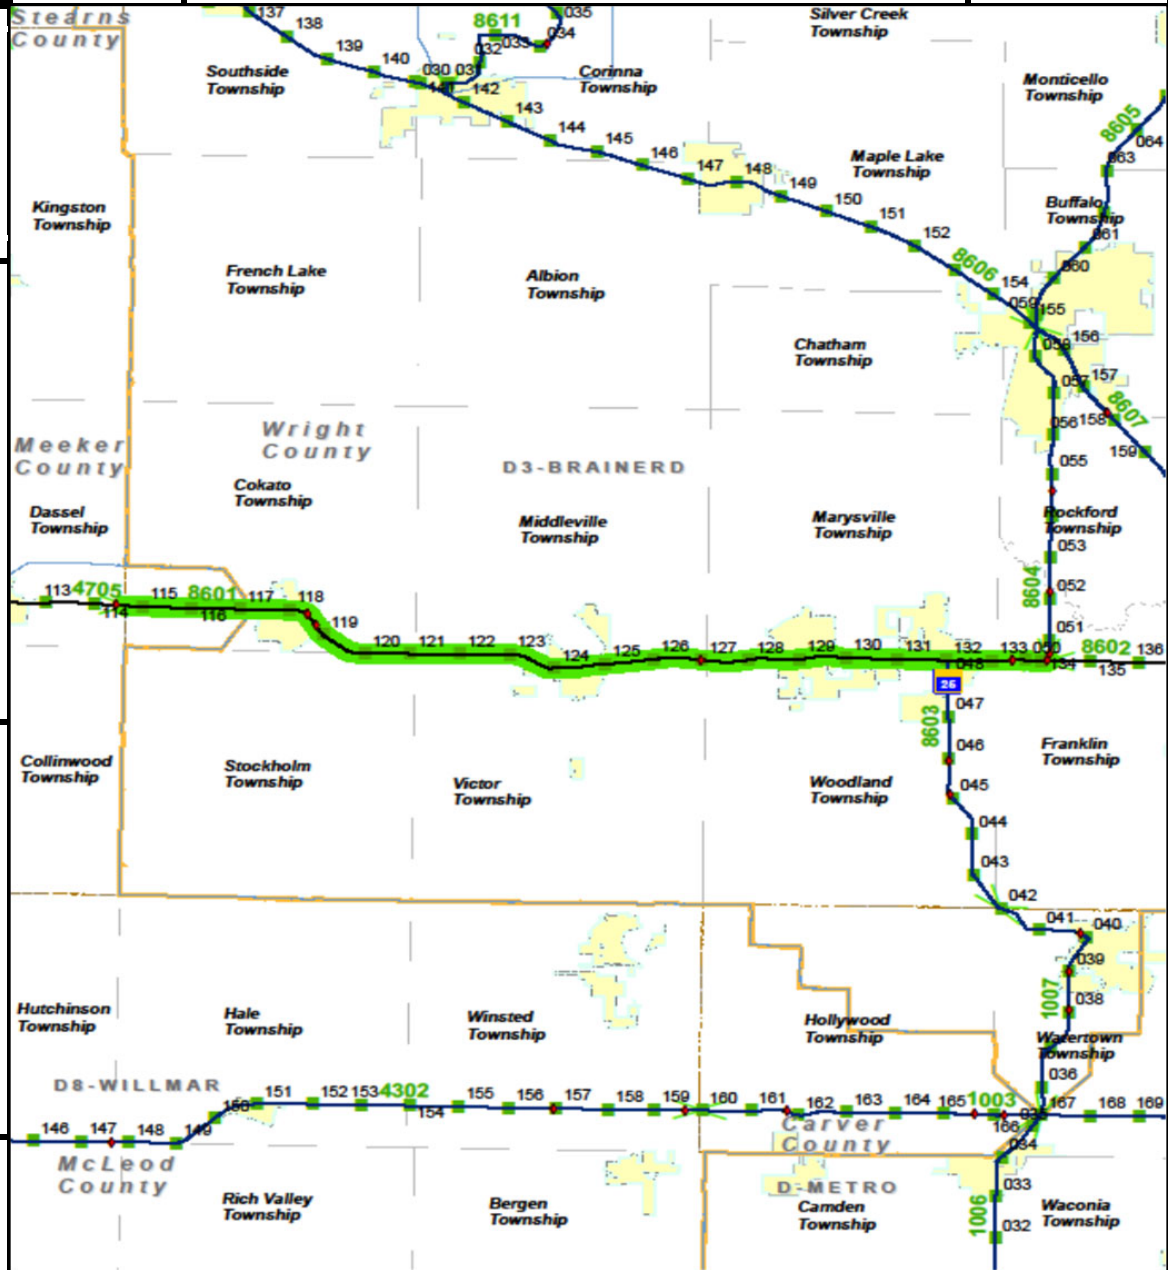 Stearns
County
137
138
139
140
8611
035
034
033
032
030
142
143
144
145
146
147
148
149
150
151
152
Silver Creek
Township
Southside
Township
Corinna
Township
Monticello
Township
8605
064
063
Maple Lake
Township
Kingston
Township
Buffalo
Township
061
060
French Lake
Township
Albion
Township
8606
154
059
155
156
058
Chatham
Township
057
157
8607
056
158
159
055
Wright
County
Meeker
County
D3-BRAINERD
Cokato
Township
Dassel
Township
Middleville
Township
Marysville
Township
Rockford
Township
053
8604
052
051
113
4705
114
115
8601
116
117
118
119
120
121
122
123
124
125
126
127
128
129
130
131
132
048
133
050
134
8602
135
136
25
8603
047
046
045
044
043
042
041
040
039
038
1007
036
Collinwood
Township
Stockholm
Township
Victor
Township
Woodland
Township
Franklin
Township
Hutchinson
Township
Hale
Township
Winsted
Township
Hollywood
Township
Watertown
Township
D8-WILLMAR
146
147
148
149
150
151
152
153
4302
154
155
156
157
158
159
160
161
162
163
164
165
1003
166
167
168
169
034
033
032
1006
Carver
County
McLeod
County
D-METRO
Rich Valley
Township
Bergen
Township
Camden
Township
Waconia
Township